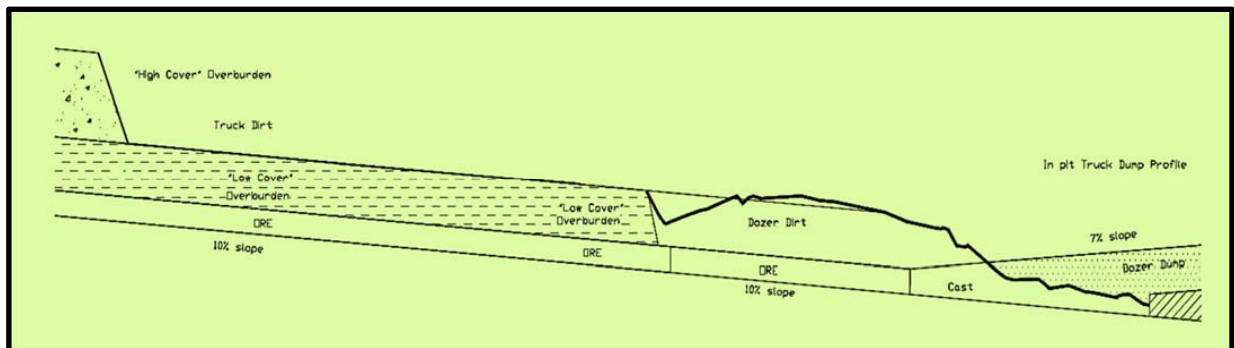 "High Cover" Overburden
Truck Dirt
In pit Truck Dump Profile
"Low Cover"
Overburden
"Low Cover"
Overburden
Dozer Dirt
7% slope
ORE
10% slope
ORE
ORE
Dozer Dump
Cast
10% slope